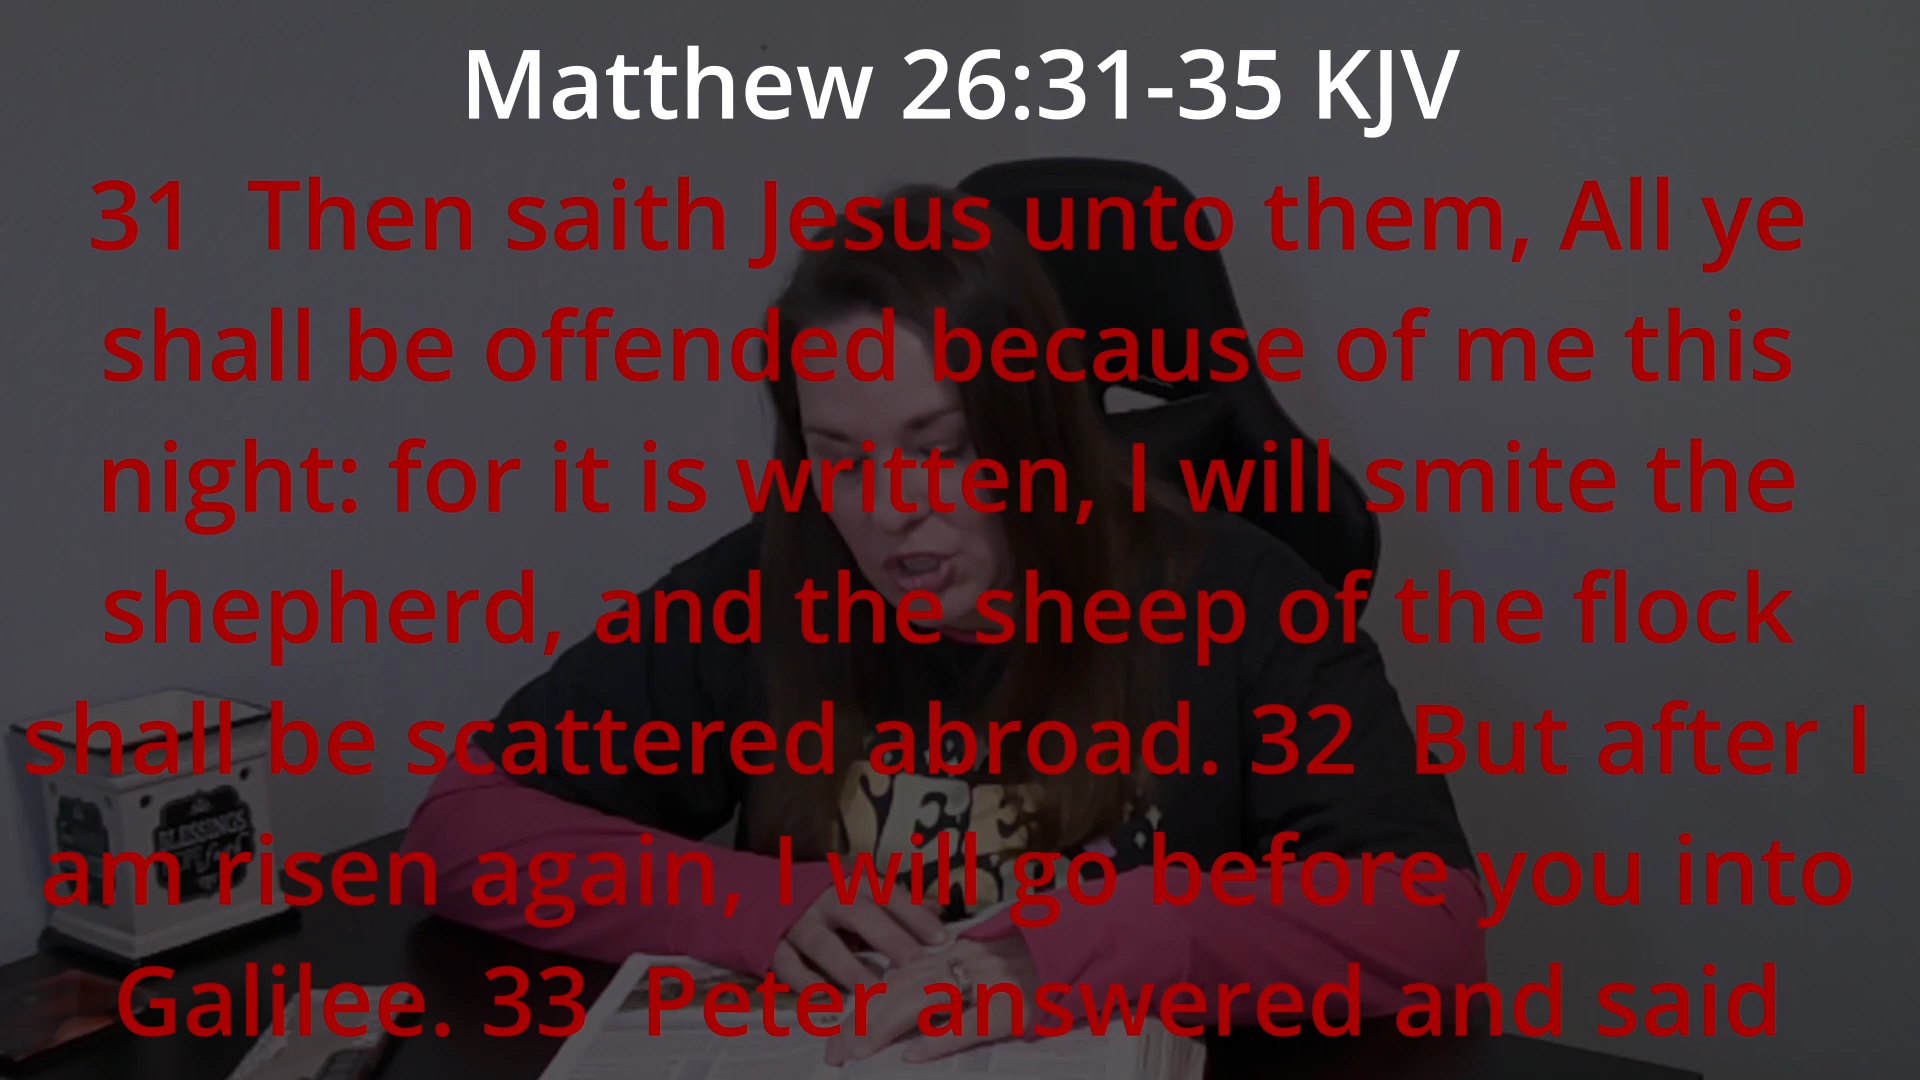 Matthew 26:31-35 KJV
31 Then saith Jesus unto them, All ye
shall be offended because of me this
night: for it is written, I will smite the
shepherd, and the sheep of the flock
shall be scattered abroad. 32 But after I
am risen again, I will go before you into
Galilee. 33 Peter answered and said
BLESSINGS